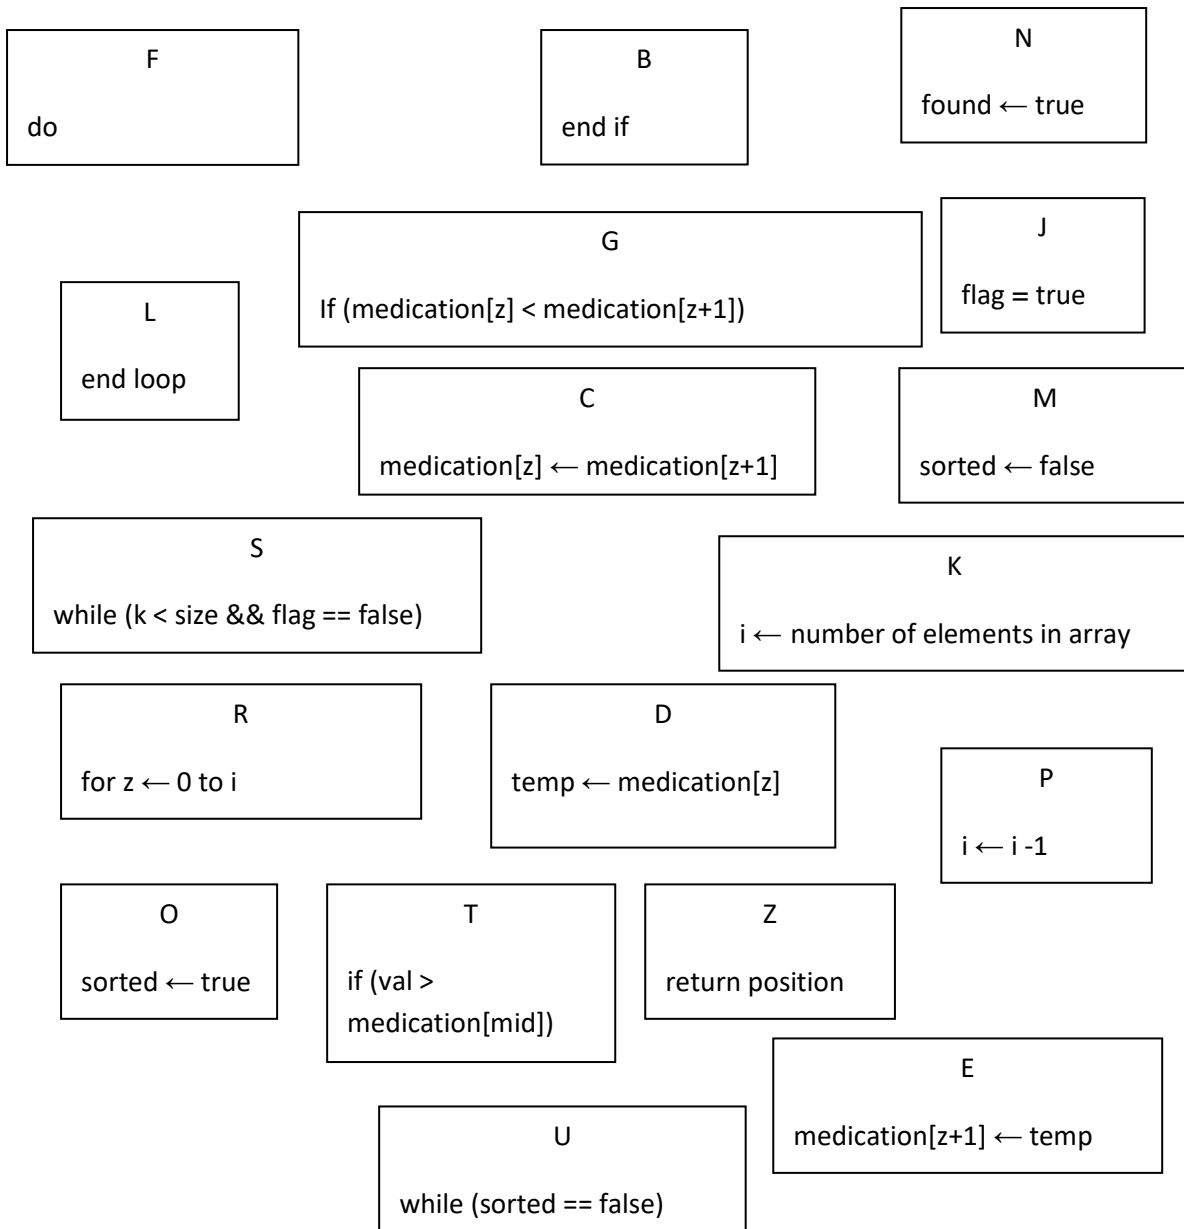 F
do
B
end if
N
found ← true
G
If (medication[z] < medication[z+1])
J
flag = true
L
end loop
C
medication[z] ← medication[z+1]
M
sorted ← false
S
while (k < size && flag == false)
K
i ← number of elements in array
R
for z ← 0 to i
D
temp ← medication[z]
P
i ← i -1
O
sorted ← true
T
if (val >
medication[mid])
Z
return position
E
medication[z+1] ← temp
U
while (sorted == false)